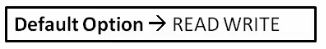 Default Option → READ WRITE